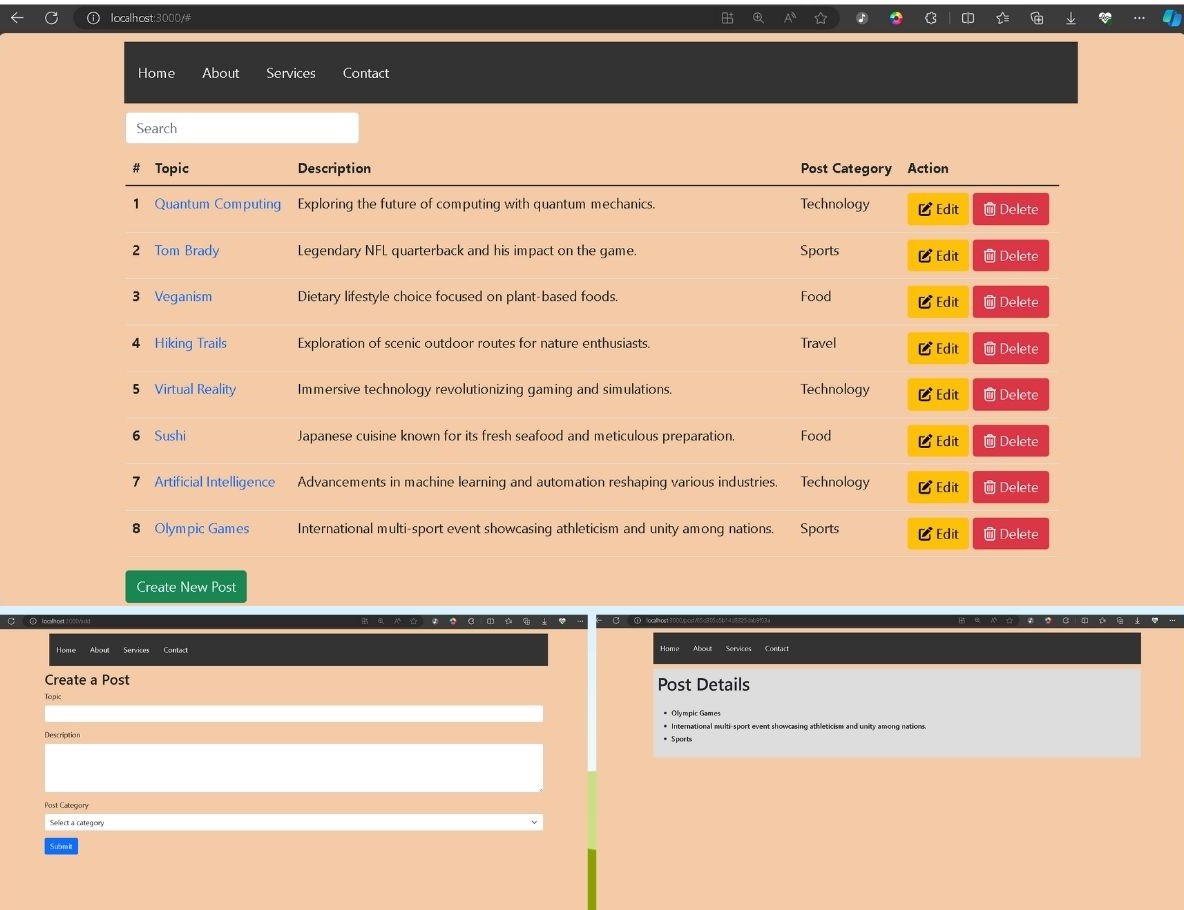 localhost:3000/#
Home About Services Contact
Search
# Topic Description Post Category Action
1 Quantum Computing Exploring the future of computing with quantum mechanics. Technology Edit Delete
2 Tom Brady Legendary NFL quarterback and his impact on the game. Sports Edit Delete
3 Veganism Dietary lifestyle choice focused on plant-based foods. Food Edit Delete
4 Hiking Trails Exploration of scenic outdoor routes for nature enthusiasts. Travel Edit Delete
5 Virtual Reality Immersive technology revolutionizing gaming and simulations. Technology Edit Delete
6 Sushi Japanese cuisine known for its fresh seafood and meticulous preparation. Food Edit Delete
7 Artificial Intelligence Advancements in machine learning and automation reshaping various industries. Technology Edit Delete
8 Olympic Games International multi-sport event showcasing athleticism and unity among nations. Sports Edit Delete
Create New Post
localhost:3000/add
Home About Services Contact
Create a Post
Topic
Description
Post Category
Select a category
Submit
Home About Services Contact
Post Details
• Olympic Games
• International multi-sport event showcasing athleticism and unity among nations.
• Sports